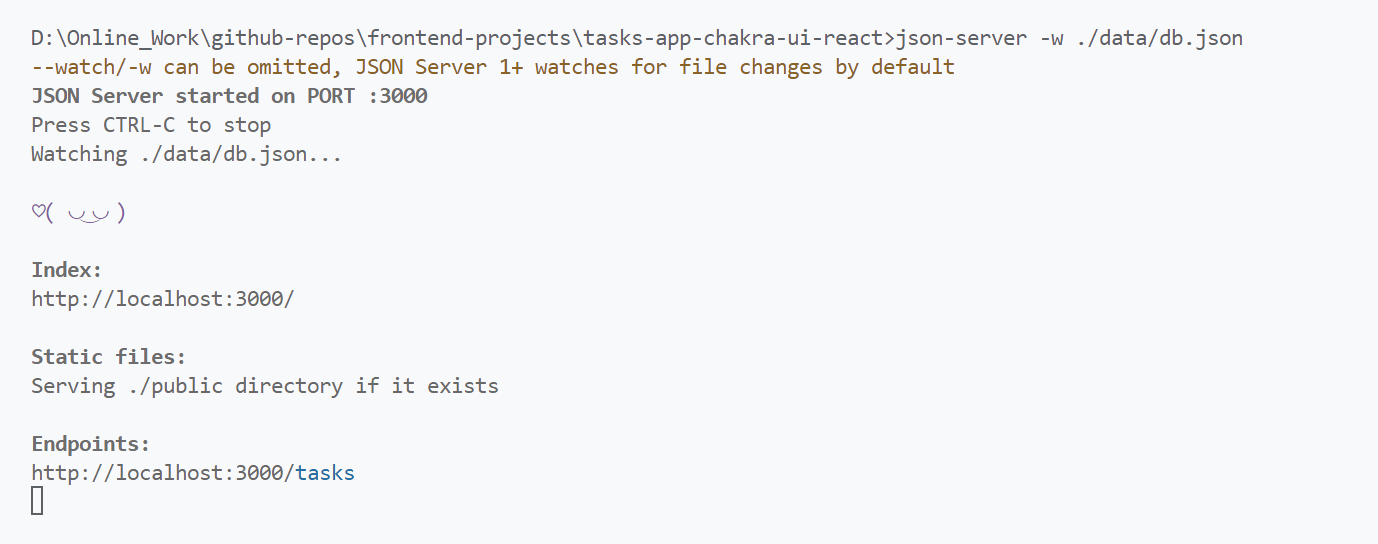 D:\Online_Work\github-repos\frontend-projects\tasks-app-chakra-ui-react>json-server -w ./data/db.json
--watch/-w can be omitted, JSON Server 1+ watches for file changes by default
JSON Server started on PORT :3000
Press CTRL-C to stop
Watching ./data/db.json...
♡( ◡‿◡ )
Index:
http://localhost:3000/
Static files:
Serving ./public directory if it exists
Endpoints:
http://localhost:3000/tasks